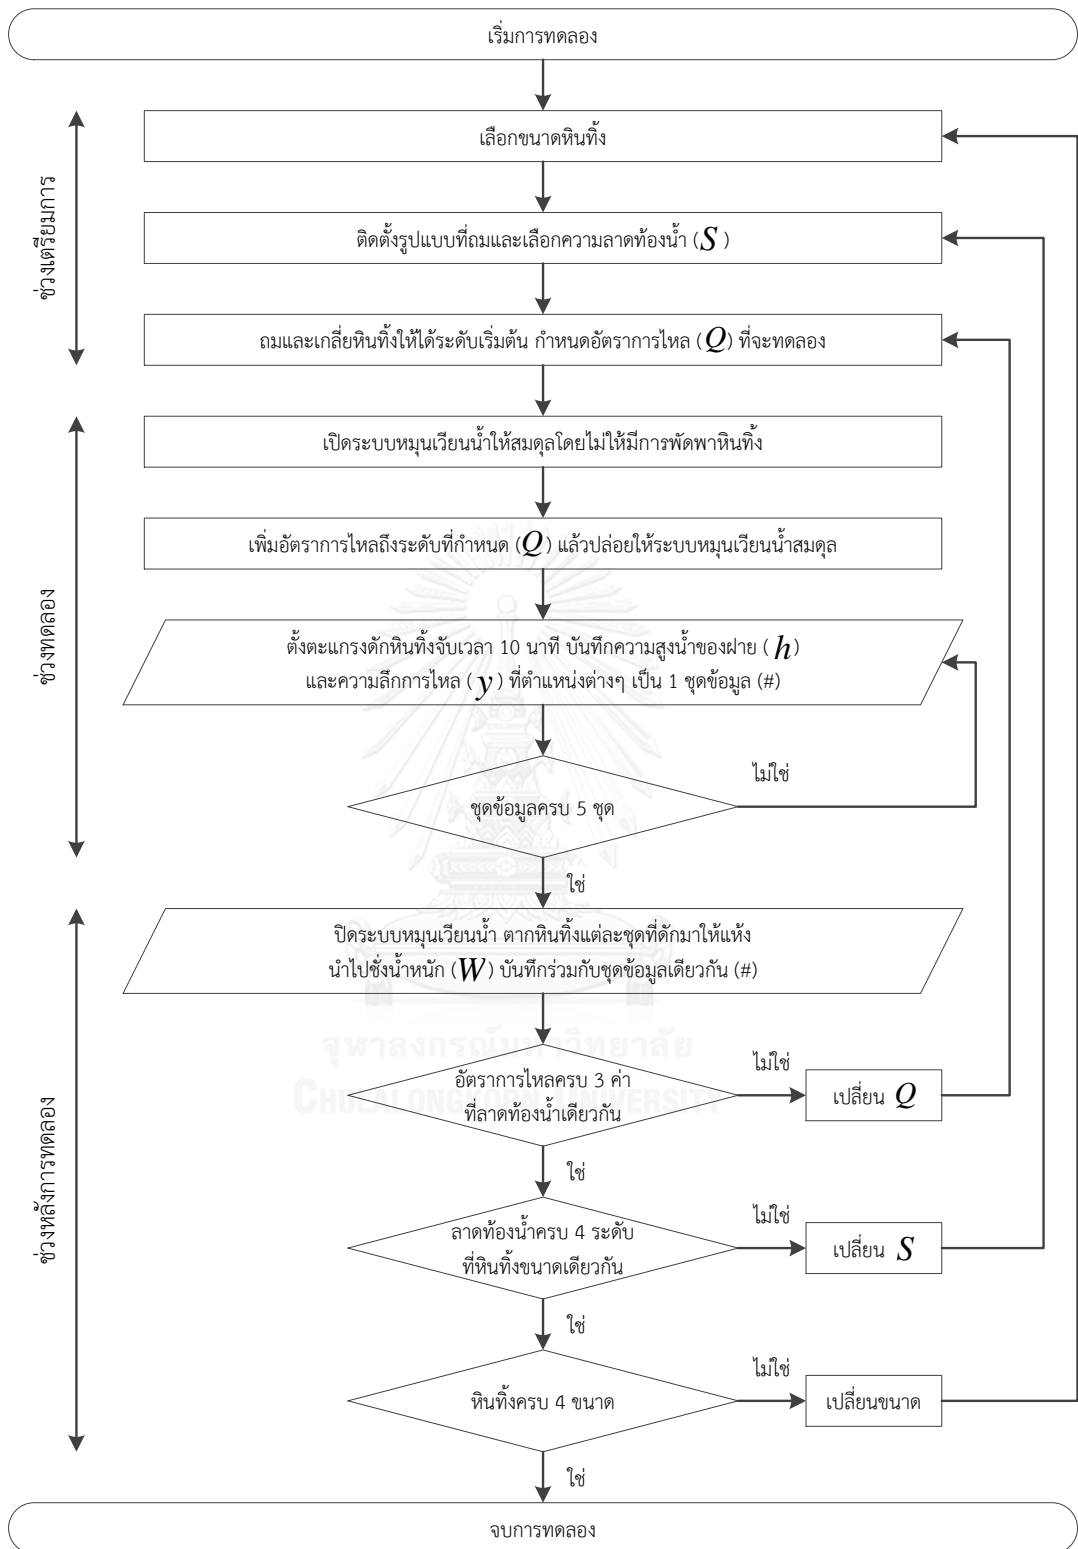 เริ่มการทดลอง
ช่วงเตรียมการ
เลือกขนาดหินทิ้ง
ติดตั้งรูปแบบที่ถมและเลือกความลาดท้องน้ำ (S)
ถมและเกลี่ยหินทิ้งให้ได้ระดับเริ่มต้น กำหนดอัตราการไหล (Q) ที่จะทดลอง
ช่วงทดลอง
เปิดระบบหมุนเวียนน้ำให้สมดุลโดยไม่ให้มีการพัดพาหินทิ้ง
เพิ่มอัตราการไหลถึงระดับที่กำหนด (Q) แล้วปล่อยให้ระบบหมุนเวียนน้ำสมดุล
ตั้งตะแกรงดักหินทิ้งจับเวลา 10 นาที บันทึกความสูงน้ำของฝาย (h)
และความลึกการไหล (y) ที่ตำแหน่งต่างๆ เป็น 1 ชุดข้อมูล (#)
ชุดข้อมูลครบ 5 ชุด
ไม่ใช่
ใช่
ช่วงหลังการทดลอง
ปิดระบบหมุนเวียนน้ำ ตากหินทิ้งแต่ละชุดที่ดักมาให้แห้ง
นำไปชั่งน้ำหนัก (W) บันทึกร่วมกับชุดข้อมูลเดียวกัน (#)
จุฬาลงกรณ์มหาวิทยาลัย
CHULALONGKORN UNIVERSITY
อัตราการไหลครบ 3 ค่า
ที่ลาดท้องน้ำเดียวกัน
ไม่ใช่
เปลี่ยน Q
ใช่
ลาดท้องน้ำครบ 4 ระดับ
ที่หินทิ้งขนาดเดียวกัน
ไม่ใช่
เปลี่ยน S
ใช่
หินทิ้งครบ 4 ขนาด
ไม่ใช่
เปลี่ยนขนาด
ใช่
จบการทดลอง